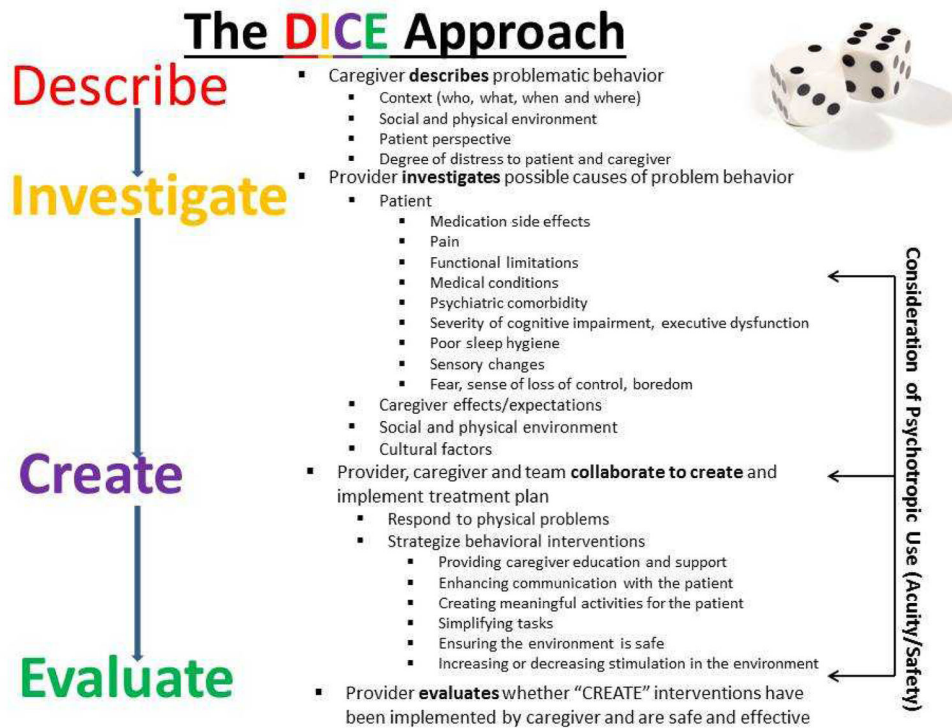 The DICE Approach
Describe
▪ Caregiver describes problematic behavior
▪ Context (who, what, when and where)
▪ Social and physical environment
▪ Patient perspective
▪ Degree of distress to patient and caregiver
Investigate
▪ Provider investigates possible causes of problem behavior
▪ Patient
▪ Medication side effects
▪ Pain
▪ Functional limitations
▪ Medical conditions
▪ Psychiatric comorbidity
▪ Severity of cognitive impairment, executive dysfunction
▪ Poor sleep hygiene
▪ Sensory changes
▪ Fear, sense of loss of control, boredom
▪ Caregiver effects/expectations
▪ Social and physical environment
▪ Cultural factors
Create
▪ Provider, caregiver and team collaborate to create and
implement treatment plan
▪ Respond to physical problems
▪ Strategize behavioral interventions
▪ Providing caregiver education and support
▪ Enhancing communication with the patient
▪ Creating meaningful activities for the patient
▪ Simplifying tasks
▪ Ensuring the environment is safe
▪ Increasing or decreasing stimulation in the environment
Evaluate
▪ Provider evaluates whether “CREATE” interventions have
been implemented by caregiver and are safe and effective
Consideration of Psychotropic Use (Acuity/Safety)